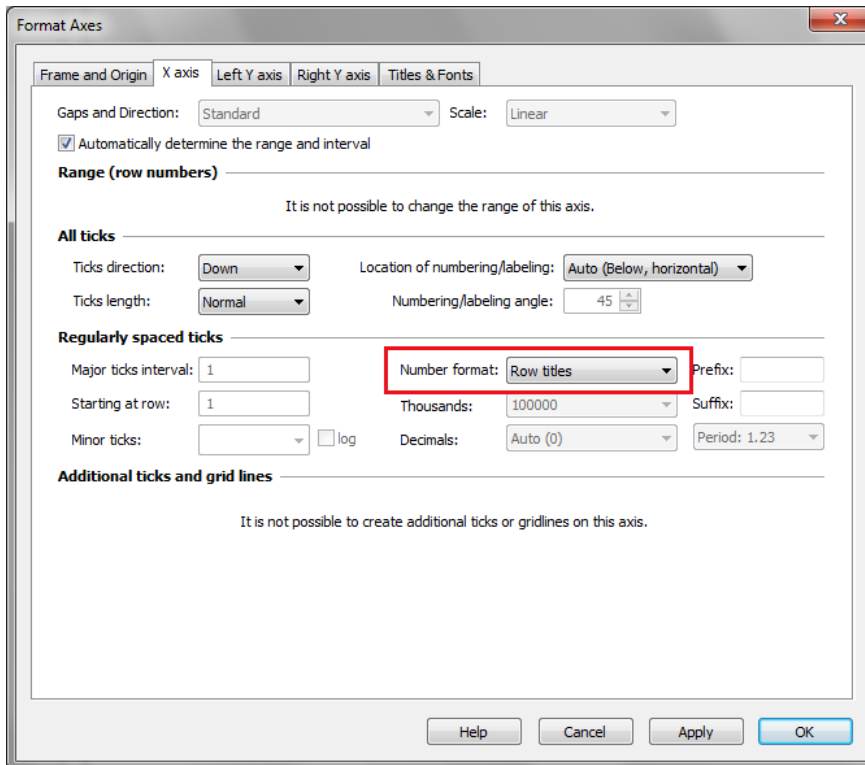 Format Axes
Frame and Origin X axis Left Y axis Right Y axis Titles & Fonts
Gaps and Direction: Standard Scale: Linear
Automatically determine the range and interval
Range (row numbers)
It is not possible to change the range of this axis.
All ticks
Ticks direction: Down Location of numbering/labeling: Auto (Below, horizontal)
Ticks length: Normal Numbering/labeling angle: 45
Regularly spaced ticks
Major ticks interval: 1 Number format: Row titles Prefix:
Starting at row: 1 Thousands: 100000 Suffix:
Minor ticks: log Decimals: Auto (0) Period: 1.23
Additional ticks and grid lines
It is not possible to create additional ticks or gridlines on this axis.
Help Cancel Apply OK